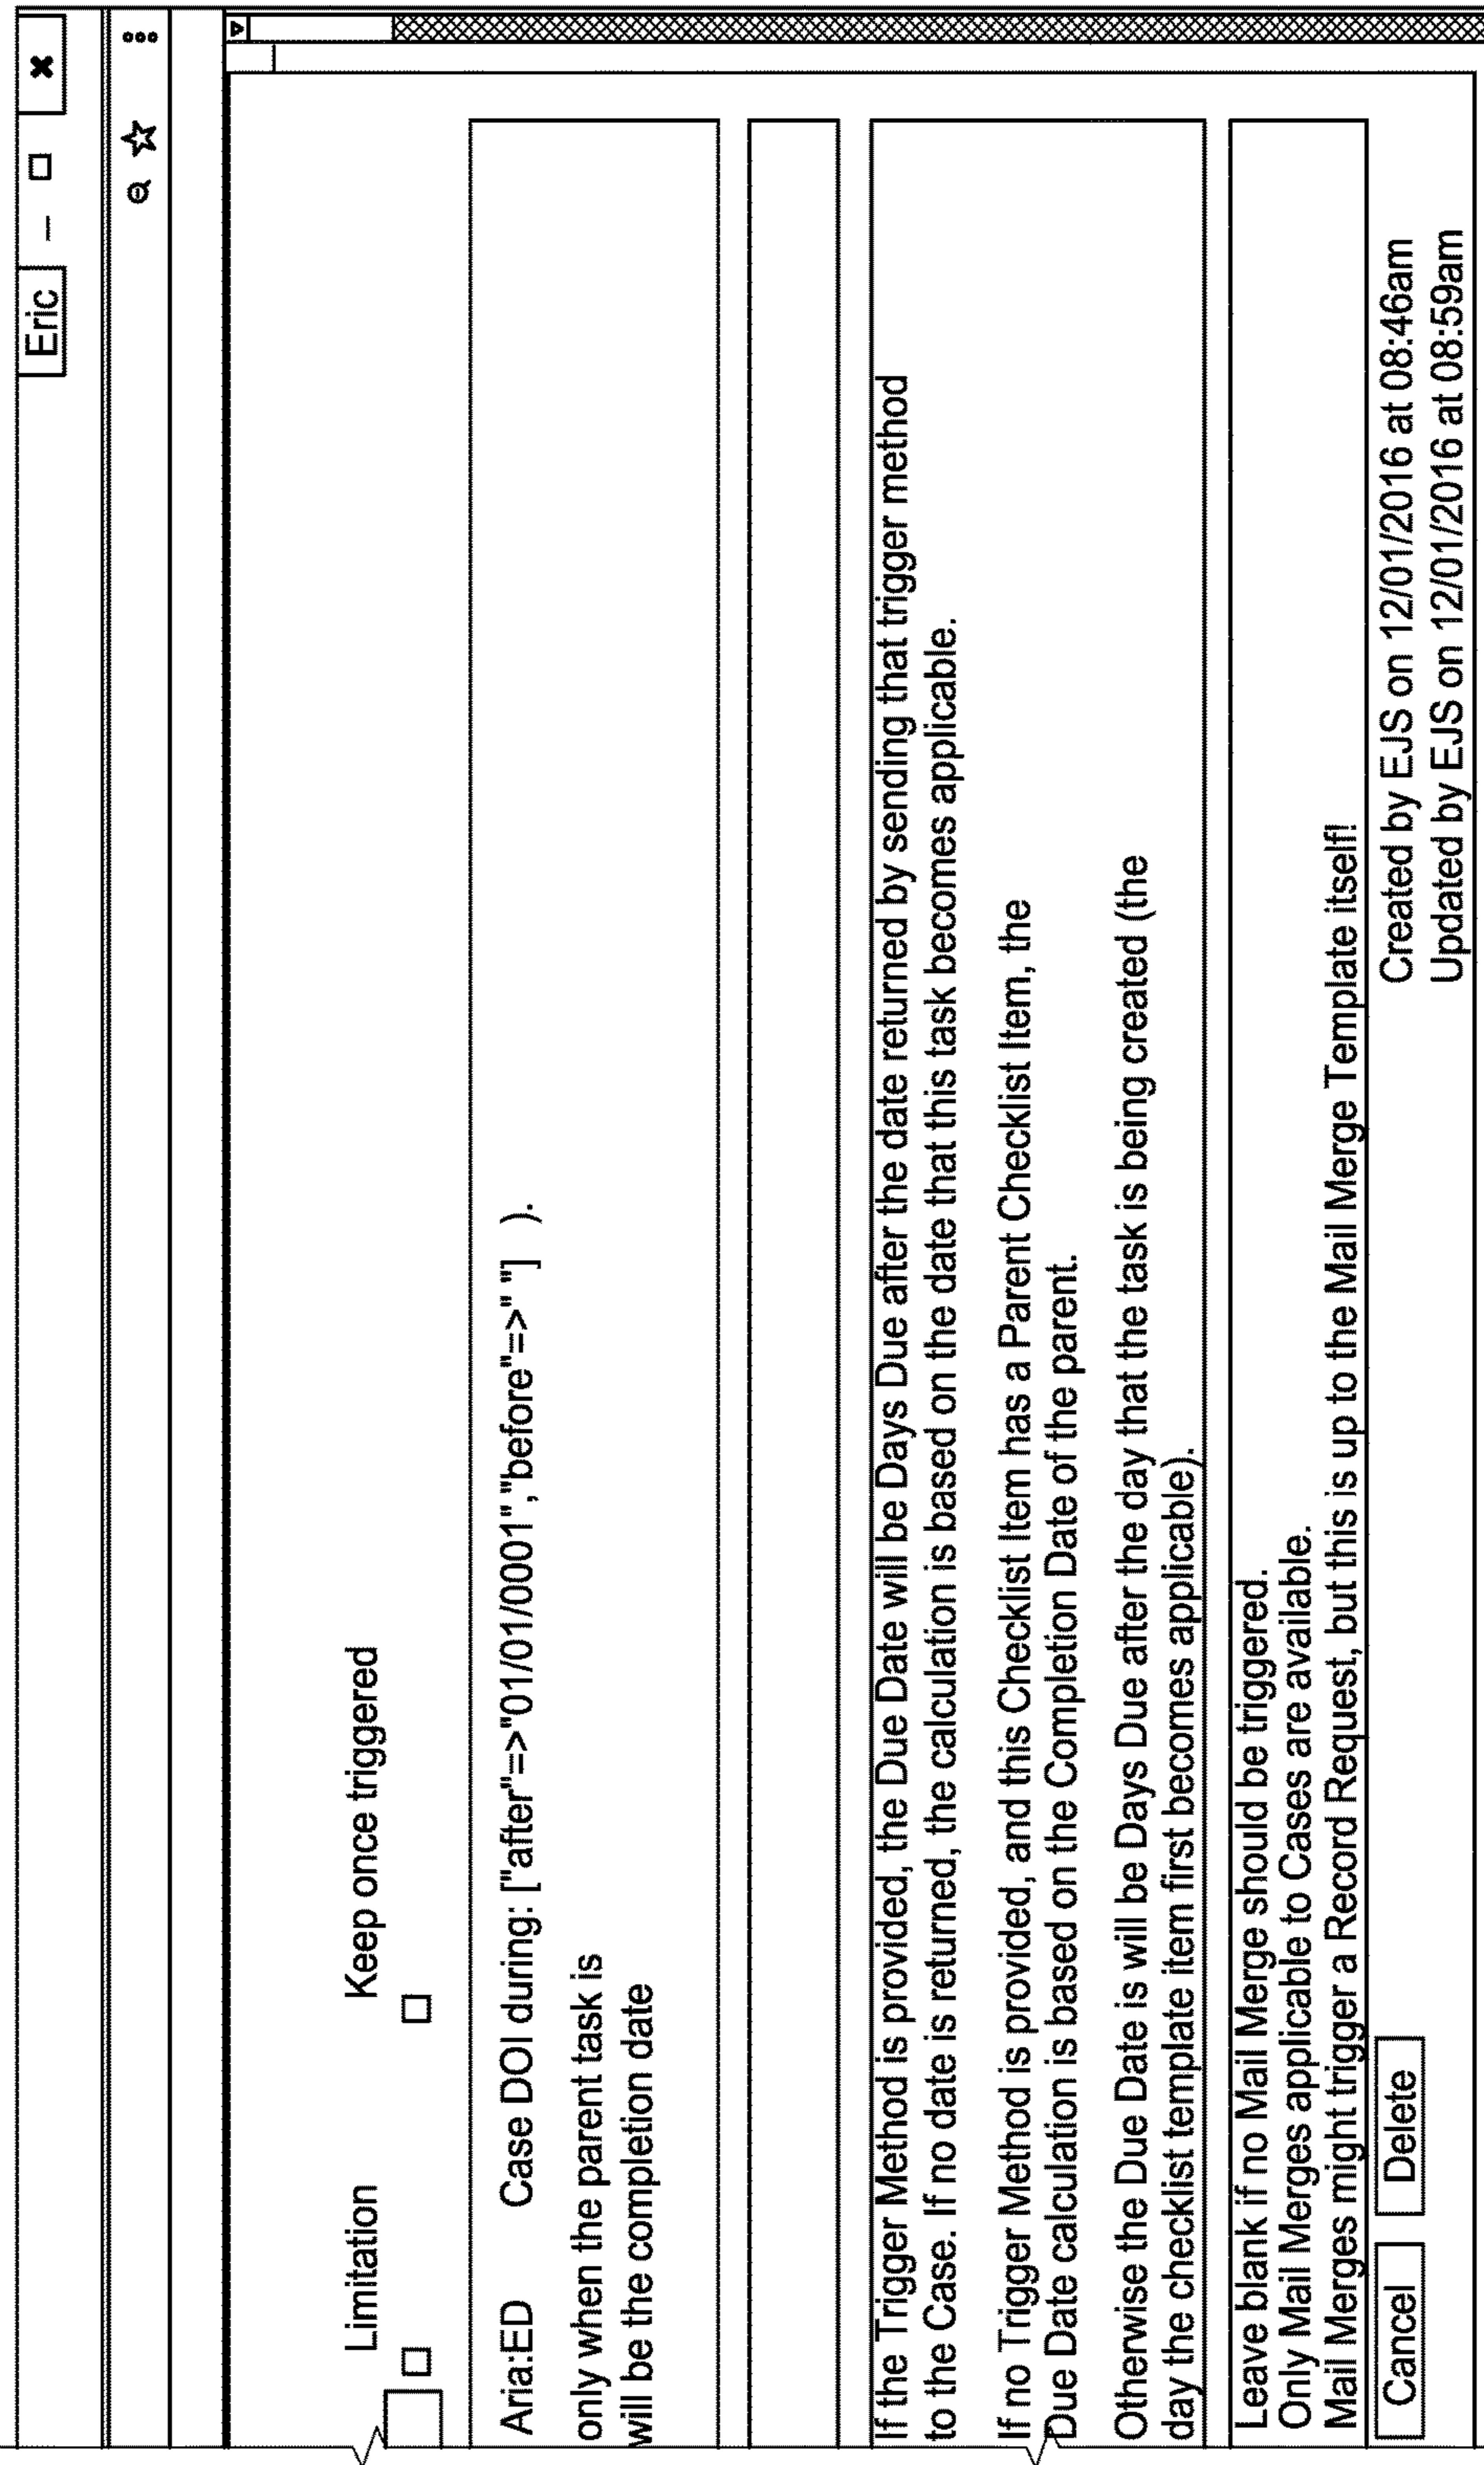 Eric
Limitation Keep once triggered
Aria:ED Case DOI during: ["after"=>"01/01/0001","before"=>" "] ).
only when the parent task is
will be the completion date
If the Trigger Method is provided, the Due Date will be Days Due after the date returned by sending that trigger method
to the Case. If no date is returned, the calculation is based on the date that this task becomes applicable.
If no Trigger Method is provided, and this Checklist Item has a Parent Checklist Item, the
Due Date calculation is based on the Completion Date of the parent.
Otherwise the Due Date is will be Days Due after the day that the task is being created (the
day the checklist template item first becomes applicable).
Leave blank if no Mail Merge should be triggered.
Only Mail Merges applicable to Cases are available.
Mail Merges might trigger a Record Request, but this is up to the Mail Merge Template itself!
Cancel Delete Created by EJS on 12/01/2016 at 08:46am
Updated by EJS on 12/01/2016 at 08:59am